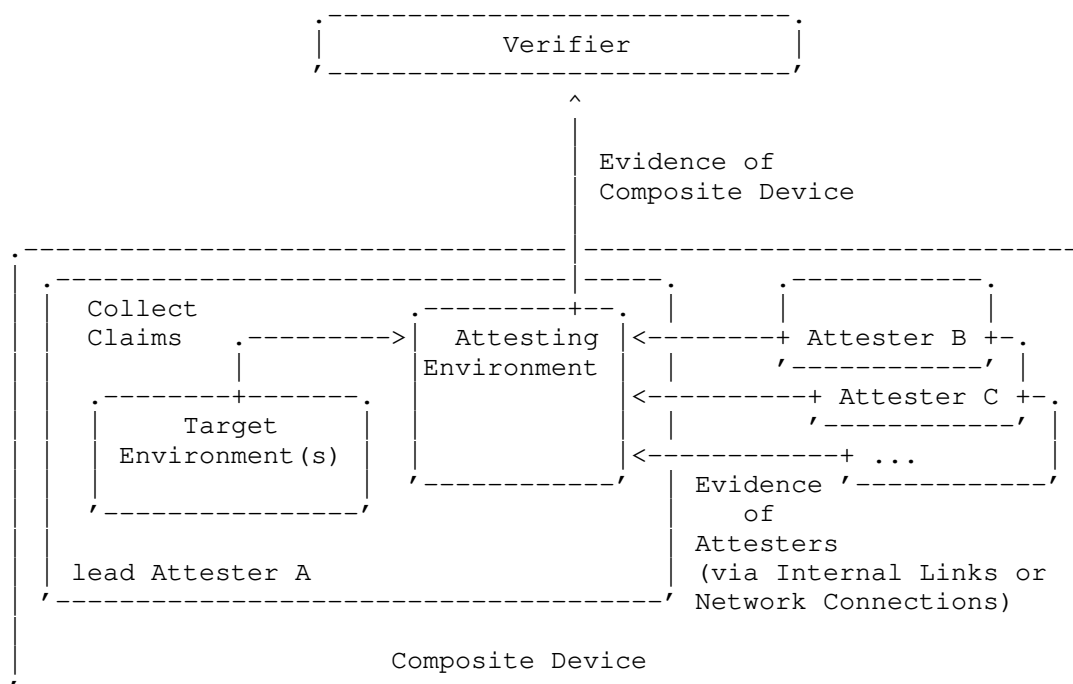 Verifier
Evidence of
Composite Device
Collect
Claims
Attesting
Environment
Attester B
Attester C
Target
Environment(s)
...
Evidence
of
Attesters
(via Internal Links or
Network Connections)
lead Attester A
Composite Device